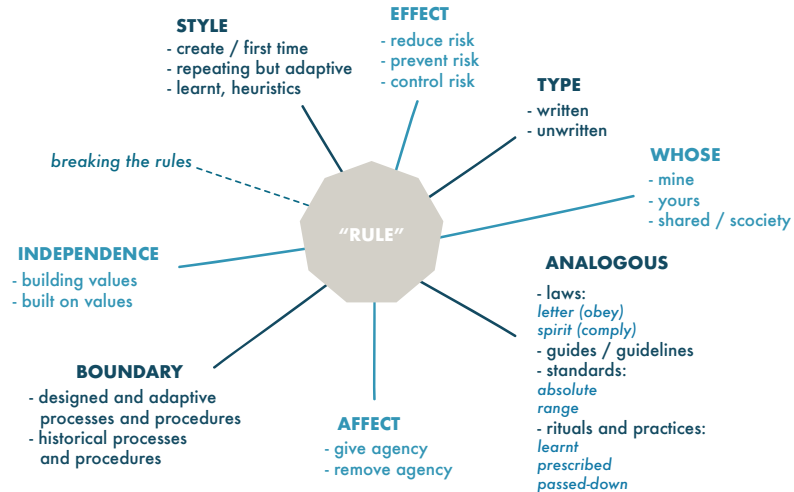 STYLE
- create / first time
- repeating but adaptive
- learnt, heuristics
EFFECT
- reduce risk
- prevent risk
- control risk
TYPE
- written
- unwritten
WHOSE
- mine
- yours
- shared / scociety
breaking the rules
"RULE"
INDEPENDENCE
- building values
- built on values
ANALOGOUS
- laws:
letter (obey)
spirit (comply)
- guides / guidelines
- standards:
absolute
range
- rituals and practices:
learnt
prescribed
passed-down
BOUNDARY
- designed and adaptive
processes and procedures
- historical processes
and procedures
AFFECT
- give agency
- remove agency